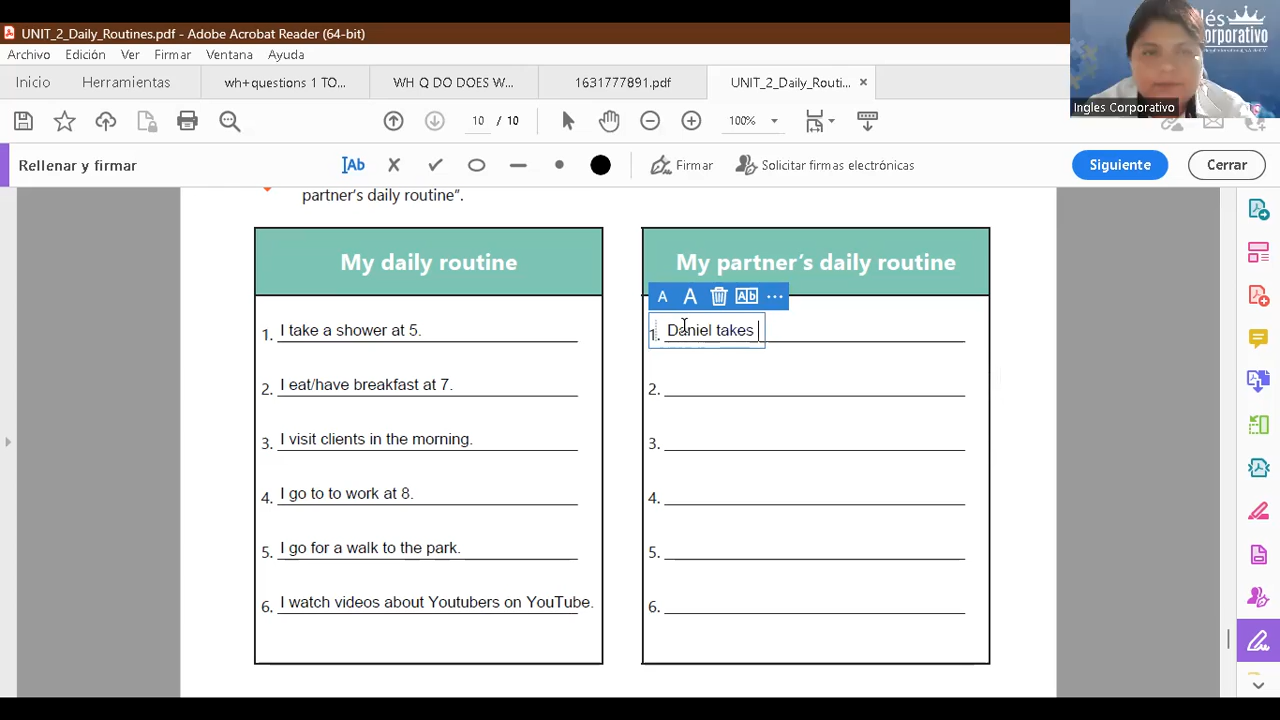 UNIT_2_Daily_Routines.pdf - Adobe Acrobat Reader (64-bit)
Archivo Edición Ver Firmar Ventana Ayuda
Inicio Herramientas wh+questions 1 TO... WH Q DO DOES W... 1631777891.pdf UNIT_2_Daily_Routi...
10 / 10 100%
Rellenar y firmar Ab Firmar Solicitar firmas electrónicas Siguiente Cerrar
Corporativo
Ingles Corporativo
partner's daily routine".
My daily routine
1. I take a shower at 5.
2. I eat/have breakfast at 7.
3. I visit clients in the morning.
4. I go to to work at 8.
5. I go for a walk to the park.
6. I watch videos about Youtubers on YouTube.
My partner's daily routine
A A Ab
1. Daniel takes
2.
3.
4.
5.
6.